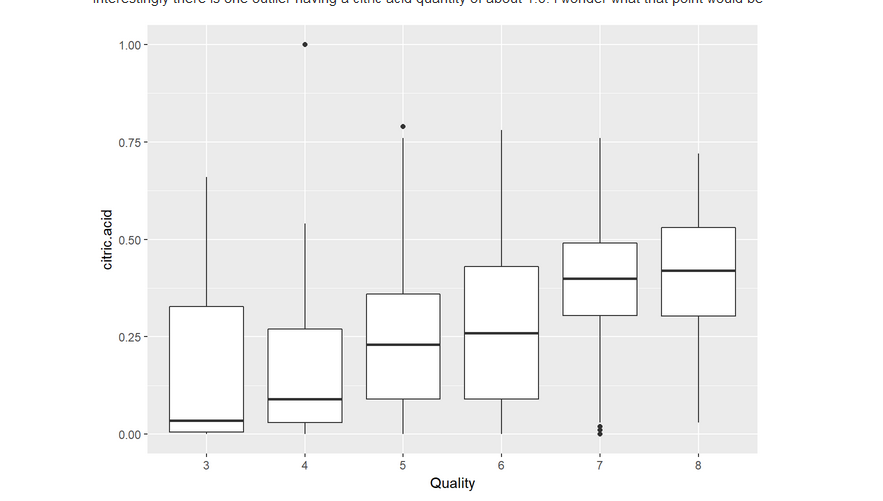 interestingly there is one outlier having a citric acid quantity of about 1.0. I wonder what that point would be
1.00
0.75
0.50
0.25
0.00
citric.acid
3 4 5 6 7 8
Quality